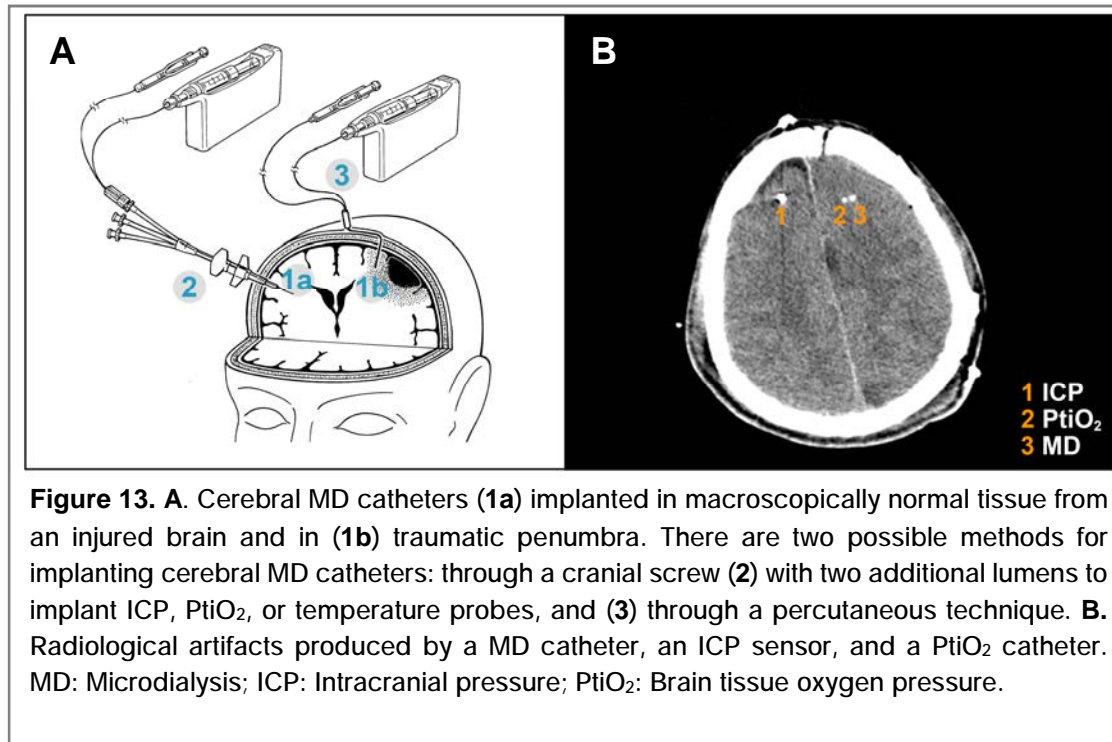 A
B
3
2
1a
1b
1
2 3
1 ICP
2 PtiO₂
3 MD
Figure 13. A. Cerebral MD catheters (1a) implanted in macroscopically normal tissue from
an injured brain and in (1b) traumatic penumbra. There are two possible methods for
implanting cerebral MD catheters: through a cranial screw (2) with two additional lumens to
implant ICP, PtiO₂, or temperature probes, and (3) through a percutaneous technique. B.
Radiological artifacts produced by a MD catheter, an ICP sensor, and a PtiO₂ catheter.
MD: Microdialysis; ICP: Intracranial pressure; PtiO₂: Brain tissue oxygen pressure.